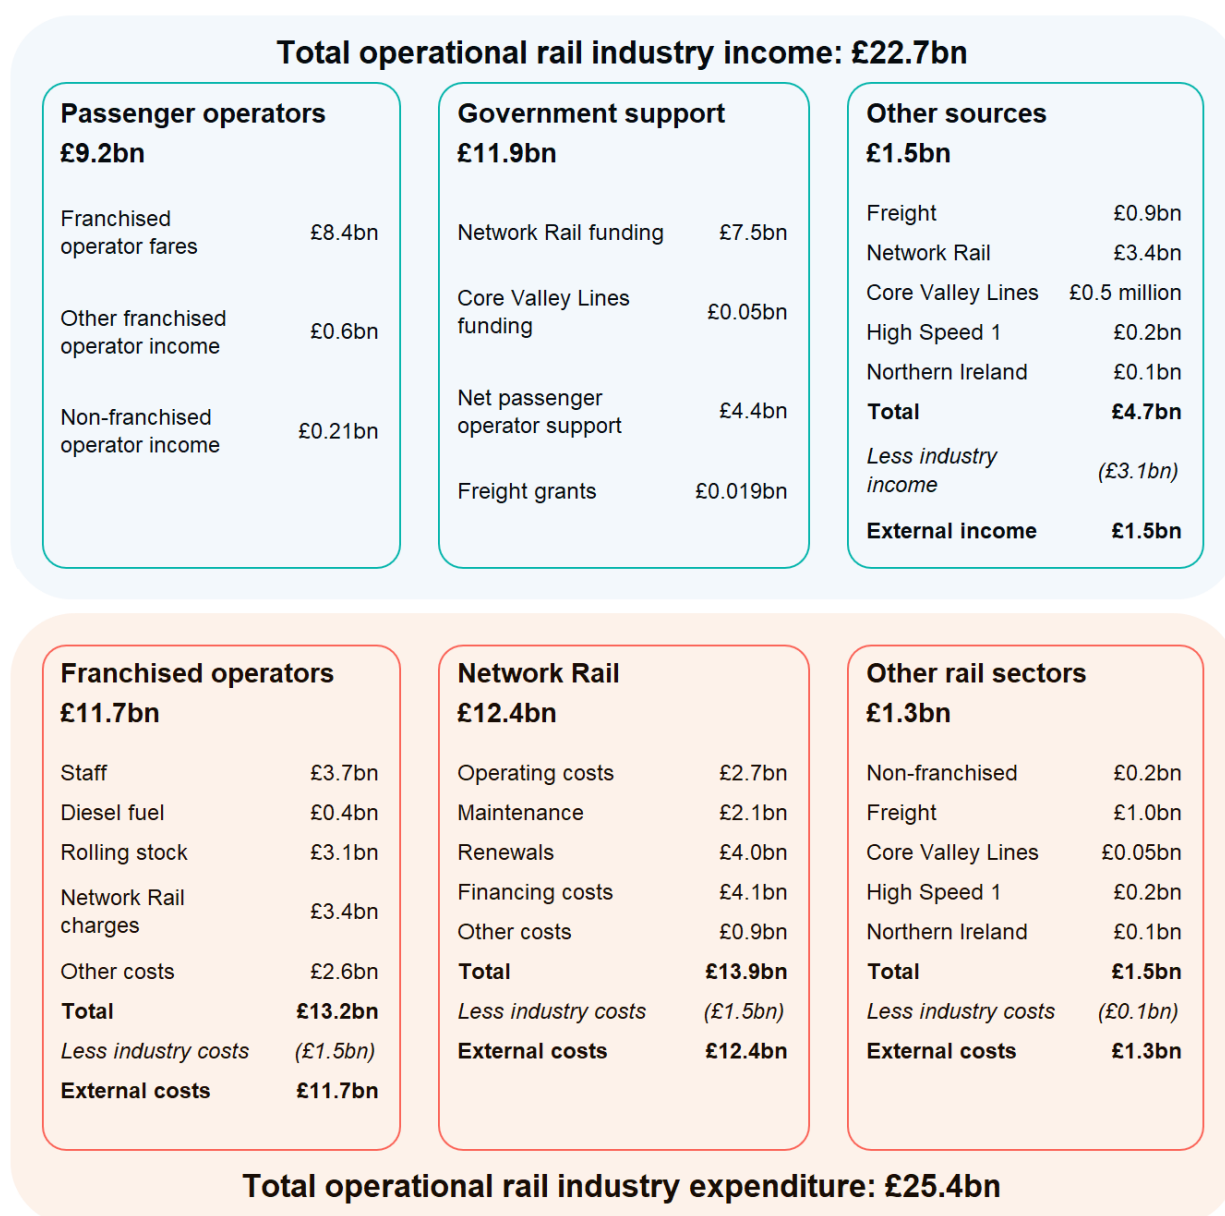 Total operational rail industry income: £22.7bn
Passenger operators
£9.2bn
Franchised
operator fares £8.4bn
Other franchised
operator income £0.6bn
Non-franchised
operator income £0.21bn
Government support
£11.9bn
Network Rail funding £7.5bn
Core Valley Lines
funding £0.05bn
Net passenger
operator support £4.4bn
Freight grants £0.019bn
Other sources
£1.5bn
Freight £0.9bn
Network Rail £3.4bn
Core Valley Lines £0.5 million
High Speed 1 £0.2bn
Northern Ireland £0.1bn
Total £4.7bn
Less industry
income (£3.1bn)
External income £1.5bn
Franchised operators
£11.7bn
Staff £3.7bn
Diesel fuel £0.4bn
Rolling stock £3.1bn
Network Rail
charges £3.4bn
Other costs £2.6bn
Total £13.2bn
Less industry costs (£1.5bn)
External costs £11.7bn
Network Rail
£12.4bn
Operating costs £2.7bn
Maintenance £2.1bn
Renewals £4.0bn
Financing costs £4.1bn
Other costs £0.9bn
Total £13.9bn
Less industry costs (£1.5bn)
External costs £12.4bn
Other rail sectors
£1.3bn
Non-franchised £0.2bn
Freight £1.0bn
Core Valley Lines £0.05bn
High Speed 1 £0.2bn
Northern Ireland £0.1bn
Total £1.5bn
Less industry costs (£0.1bn)
External costs £1.3bn
Total operational rail industry expenditure: £25.4bn